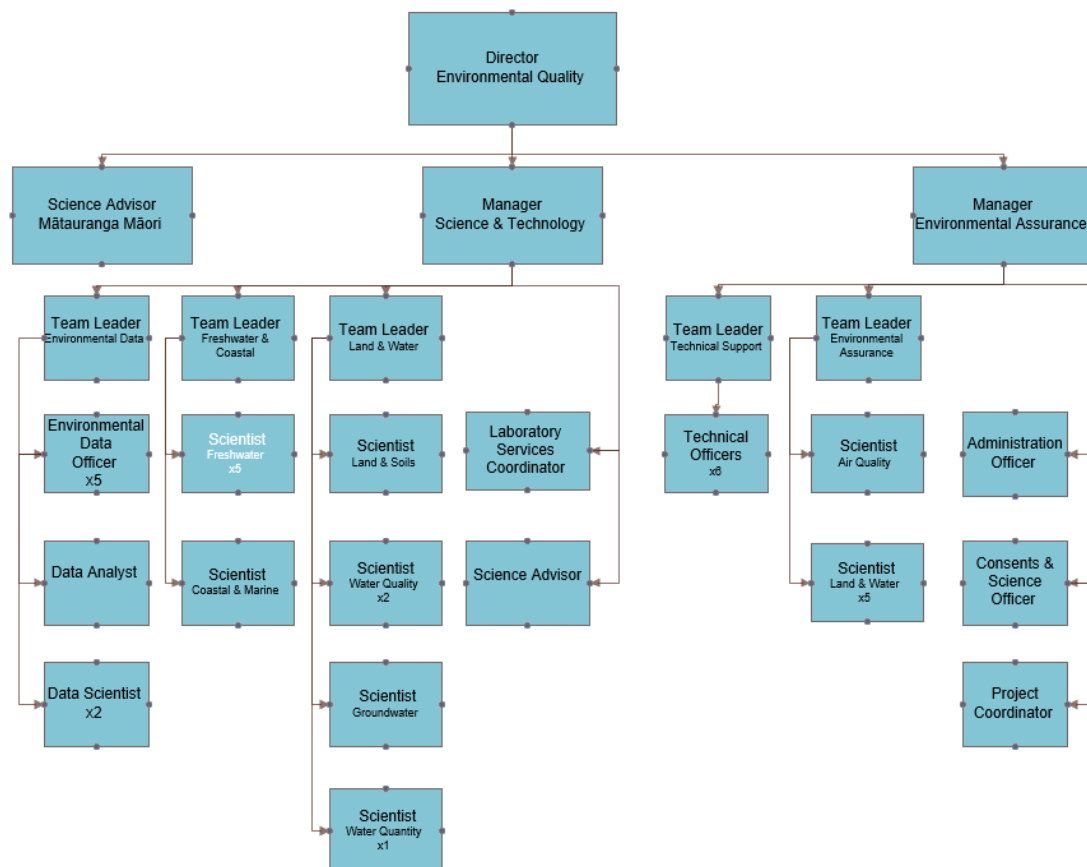 Director
Environmental Quality
Science Advisor
Mātauranga Māori
Manager
Science & Technology
Manager
Environmental Assurance
Team Leader
Environmental Data
Team Leader
Freshwater &
Coastal
Team Leader
Land & Water
Team Leader
Technical Support
Team Leader
Environmental
Assurance
Environmental
Data
Officer
x5
Scientist
Freshwater
x5
Scientist
Land & Soils
Laboratory
Services
Coordinator
Technical
Officers
x6
Scientist
Air Quality
Administration
Officer
Data Analyst
Scientist
Coastal & Marine
Scientist
Water Quality
x2
Science Advisor
Scientist
Land & Water
x5
Consents &
Science
Officer
Data Scientist
x2
Scientist
Groundwater
Project
Coordinator
Scientist
Water Quantity
x1